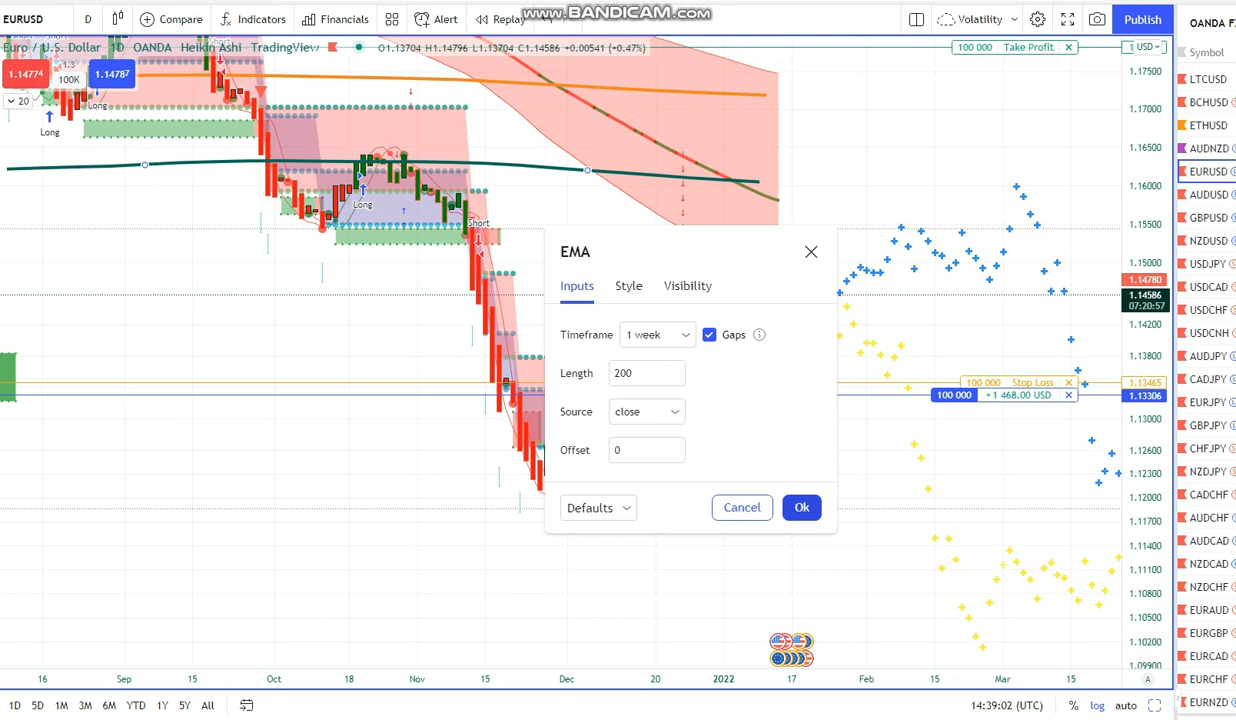 EURUSD D Compare Indicators Financials Alert Replay www.BANDICAM.com Volatility Publish OANDA F
Euro / U.S. Dollar 1D OANDA Heikin Ashi TradingView O1.13704 H1.14796 L1.13704 C1.14586 +0.00541 (+0.47%)
100 000 Take Profit
USD
1.14774 1.3 100K 1.14787
20
Long
Long
Long
Short
Short
Symbol
LTCUSD
BCHUSD
ETHUSD
AUDNZD
EURUSD
AUDUSD
GBPUSD
NZDUSD
USDJPY
USDCAD
USDCHF
USDCNH
AUDJPY
CADJPY
EURJPY
GBPJPY
CHFJPY
NZDJPY
CADCHF
AUDCHF
AUDCAD
NZDCAD
NZDCHF
EURAUD
EURGBP
EURCAD
EURCHF
EURNZD
1.17500
1.17000
1.16500
1.16000
1.15500
1.15000
1.14780
1.14586
07:20:57
1.14200
1.13800
1.13465
1.13306
1.13000
1.12600
1.12300
1.12000
1.11700
1.11400
1.11100
1.10800
1.10500
1.10200
1.09900
100 000 Stop Loss
100 000 +1 468.00 USD
EMA
Inputs Style Visibility
Timeframe 1 week Gaps
Length 200
Source close
Offset 0
Defaults Cancel Ok
16 Sep 15 Oct 18 Nov 15 Dec 20 2022 17 Feb 15 Mar 15 A
1D 5D 1M 3M 6M YTD 1Y 5Y All 14:39:02 (UTC) % log auto